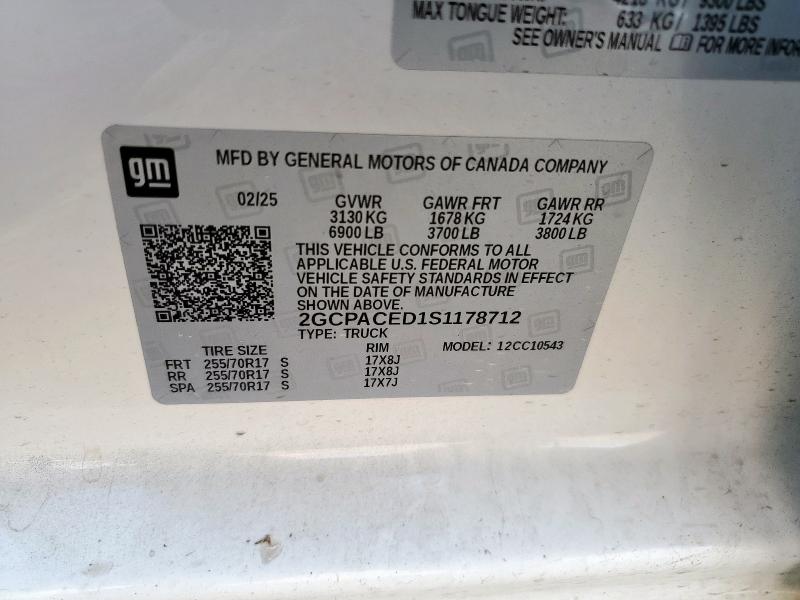 9300 LBS
MAX TONGUE WEIGHT: 633 KG / 1395 LBS
SEE OWNER'S MANUAL FOR MORE
gm
MFD BY GENERAL MOTORS OF CANADA COMPANY
02/25 GVWR GAWR FRT GAWR RR
3130 KG 1678 KG 1724 KG
6900 LB 3700 LB 3800 LB
THIS VEHICLE CONFORMS TO ALL
APPLICABLE U.S. FEDERAL MOTOR
VEHICLE SAFETY STANDARDS IN EFFECT
ON THE DATE OF MANUFACTURE
SHOWN ABOVE.
2GCPACED1S1178712
TYPE: TRUCK MODEL: 12CC10543
TIRE SIZE RIM
FRT 255/70R17 S 17X8J
RR 255/70R17 S 17X8J
SPA 255/70R17 S 17X7J